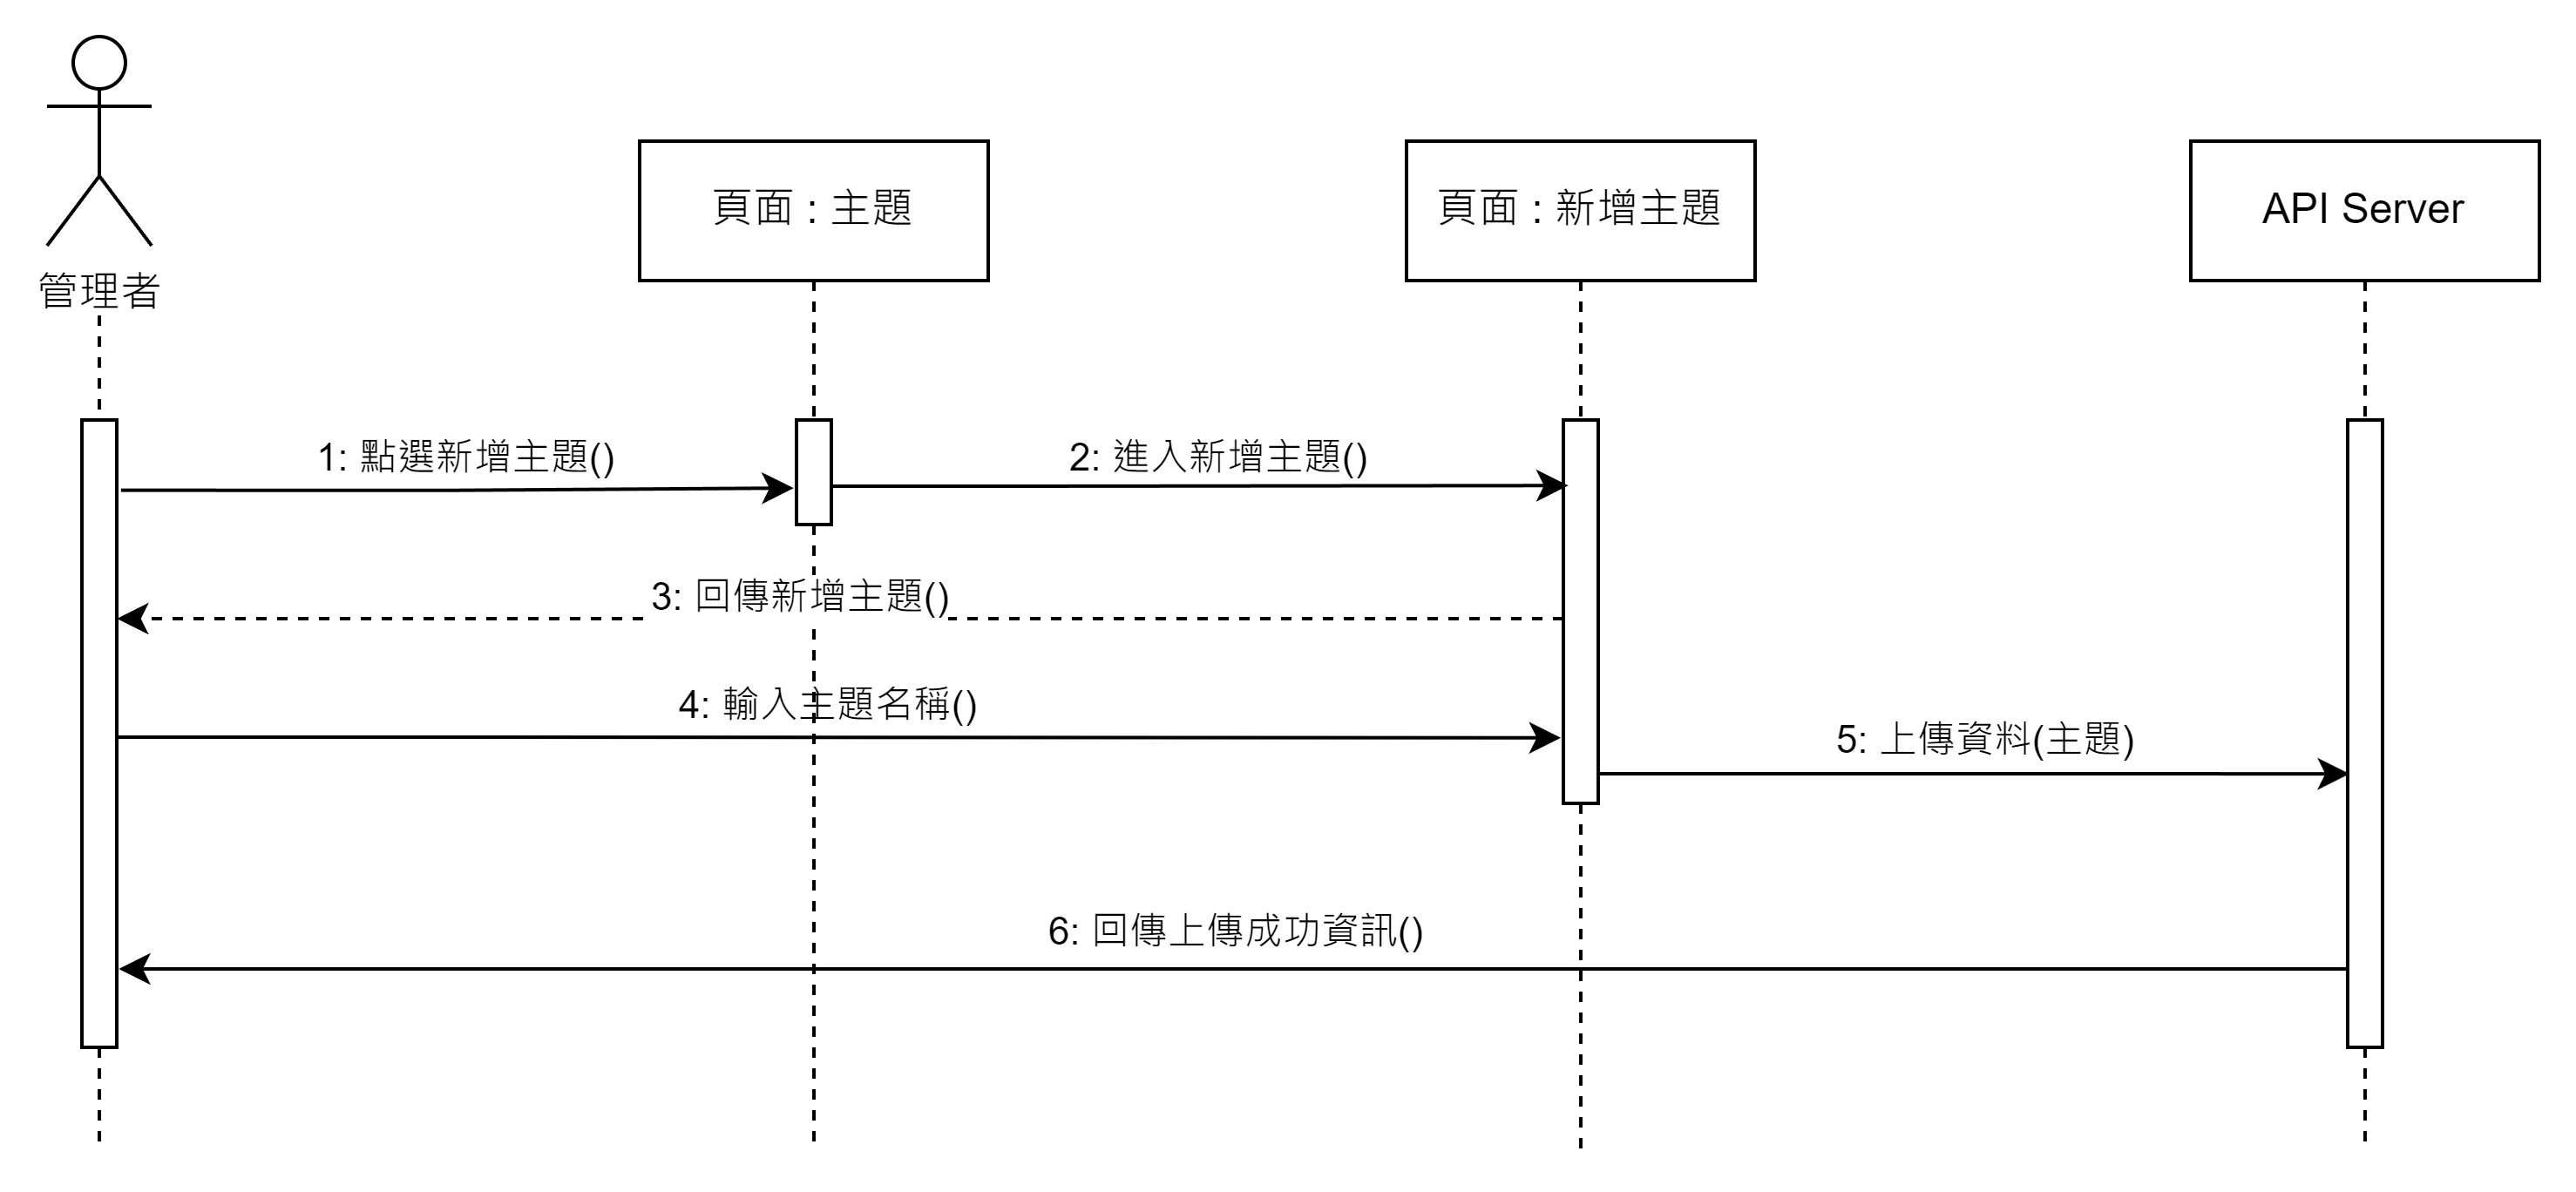 管理者
頁面 : 主題
頁面 : 新增主題
API Server
1: 點選新增主題()
2: 進入新增主題()
3: 回傳新增主題()
4: 輸入主題名稱()
5: 上傳資料(主題)
6: 回傳上傳成功資訊()